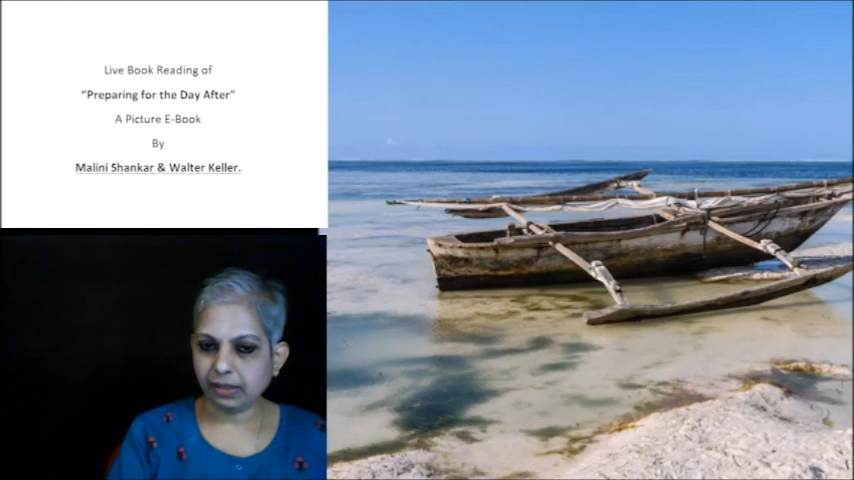 Live Book Reading of
“Preparing for the Day After”
A Picture E-Book
By
Malini Shankar & Walter Keller.